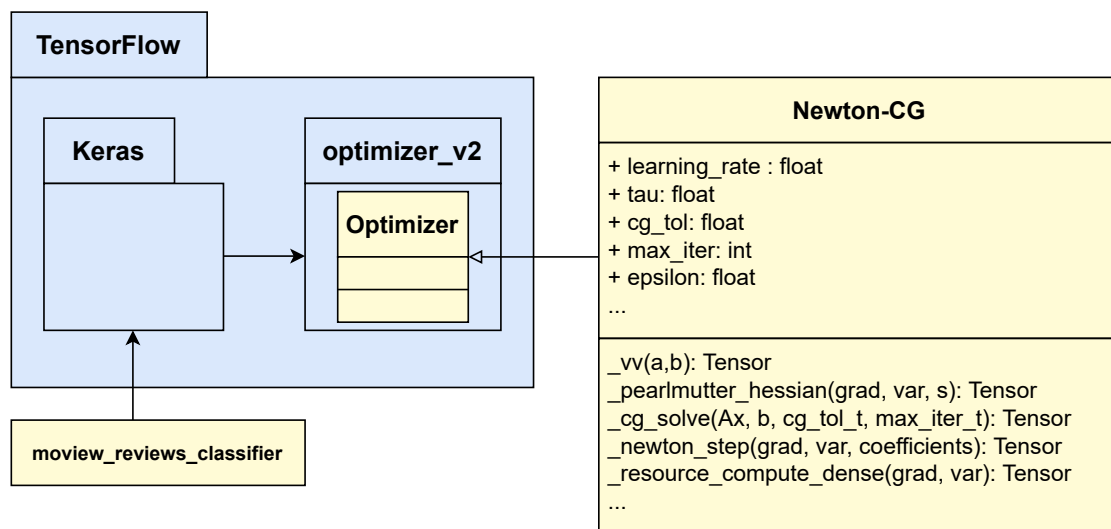 TensorFlow
Keras
optimizer_v2
Optimizer
moview_reviews_classifier
Newton-CG
+ learning_rate : float
+ tau: float
+ cg_tol: float
+ max_iter: int
+ epsilon: float
...
_vv(a,b): Tensor
_pearlmutter_hessian(grad, var, s): Tensor
_cg_solve(Ax, b, cg_tol_t, max_iter_t): Tensor
_newton_step(grad, var, coefficients): Tensor
_resource_compute_dense(grad, var): Tensor
...